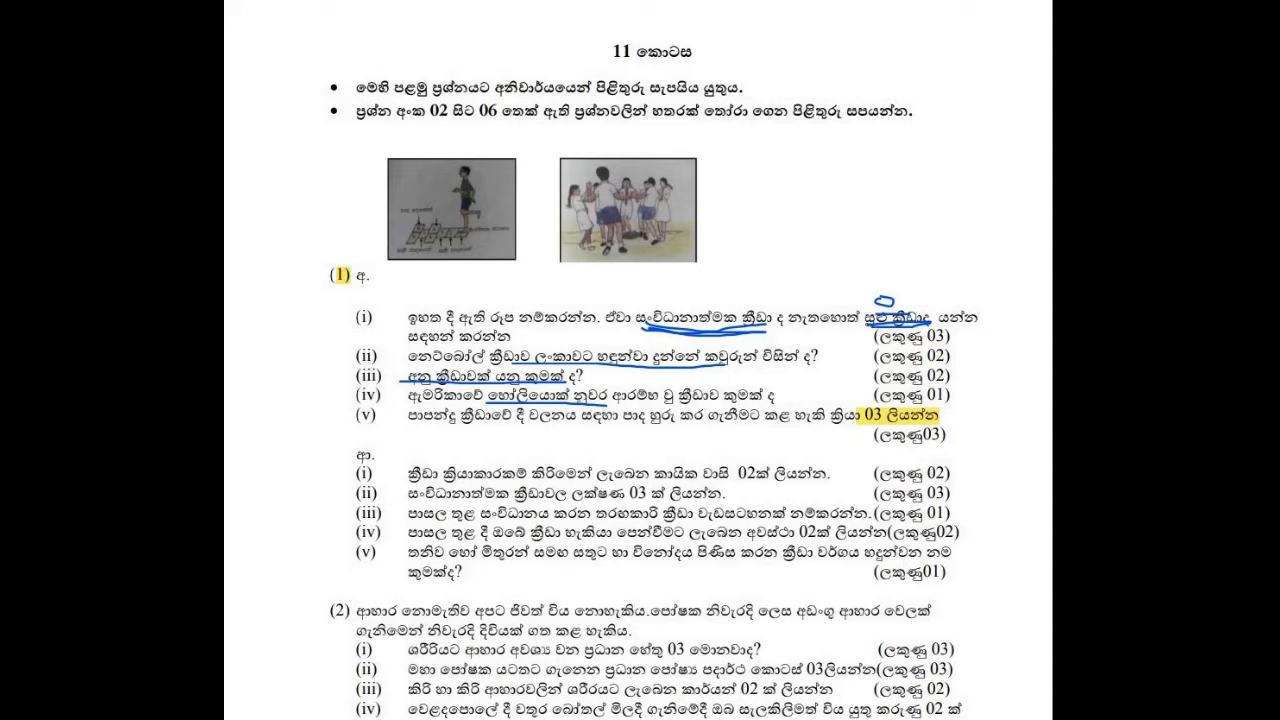 11 කොටස
• මෙහි පළමු ප්‍රශ්නයට අනිවාර්යයෙන් පිළිතුරු සැපයිය යුතුය.
• ප්‍රශ්න අංක 02 සිට 06 තෙක් ඇති ප්‍රශ්නවලින් හතරක් තෝරා ගෙන පිළිතුරු සපයන්න.
(1) අ.
(i) ඉහත දී ඇති රූප නම්කරන්න. ඒවා සංවිධානාත්මක ක්‍රීඩා ද නැතහොත් සුළු ක්‍රීඩාද යන්න
සඳහන් කරන්න (ලකුණු 03)
(ii) නෙට්බෝල් ක්‍රීඩාව ලංකාවට හඳුන්වා දුන්නේ කවුරුන් විසින් ද? (ලකුණු 02)
(iii) අනු ක්‍රීඩාවක් යනු කුමක් ද? (ලකුණු 02)
(iv) ඇමරිකාවේ හෝලියොක් නුවර ආරම්භ වු ක්‍රීඩාව කුමක් ද (ලකුණු 01)
(v) පාපන්දු ක්‍රීඩාවේ දී චලනය සඳහා පාද හුරු කර ගැනීමට කළ හැකි ක්‍රියා 03 ලියන්න
(ලකුණු03)
ආ.
(i) ක්‍රීඩා ක්‍රියාකාරකම් කිරිමෙන් ලැබෙන කායික වාසි 02ක් ලියන්න. (ලකුණු 02)
(ii) සංවිධානාත්මක ක්‍රීඩාවල ලක්ෂණ 03 ක් ලියන්න. (ලකුණු 03)
(iii) පාසල තුළ සංවිධානය කරන තරඟකාරී ක්‍රීඩා වැඩසටහනක් නම්කරන්න. (ලකුණු 01)
(iv) පාසල තුළ දී ඔබේ ක්‍රීඩා හැකියා පෙන්වීමට ලැබෙන අවස්ථා 02ක් ලියන්න(ලකුණු02)
(v) තනිව හෝ මිතුරන් සමඟ සතුට හා විනෝදය පිණිස කරන ක්‍රීඩා වර්ගය හදුන්වන නම
කුමක්ද? (ලකුණු01)
(2) ආහාර නොමැතිව අපට ජිවත් විය නොහැකිය.පෝෂක නිවැරදි ලෙස අඩංගු ආහාර වෙලක්
ගැනිමෙන් නිවැරදි දිවියක් ගත කළ හැකිය.
(i) ශරීරියට ආහාර අවශ්‍ය වන ප්‍රධාන හේතු 03 මොනවාද? (ලකුණු 03)
(ii) මහා පෝෂක යටතට ගැනෙන ප්‍රධාන පෝෂ්‍ය පදාර්ථ කොටස් 03ලියන්න(ලකුණු 03)
(iii) කිරි හා කිරි ආහාරවලින් ශරීරයට ලැබෙන කාර්යන් 02 ක් ලියන්න (ලකුණු 02)
(iv) වෙළදපොලේ දී වතුර බෝතල් මිලදී ගැනිමේදී ඔබ සැලකිලිමත් විය යුතු කරුණු 02 ක්